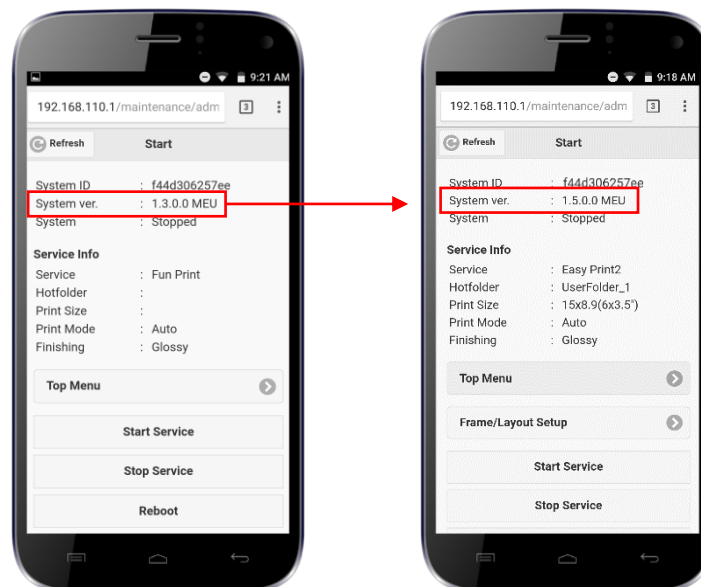 9:21 AM
192.168.110.1/maintenance/adm 3
Refresh Start
System ID : f44d306257ee
System ver. : 1.3.0.0 MEU
System : Stopped
Service Info
Service : Fun Print
Hotfolder :
Print Size :
Print Mode : Auto
Finishing : Glossy
Top Menu
Start Service
Stop Service
Reboot
9:18 AM
192.168.110.1/maintenance/adm 3
Refresh Start
System ID : f44d306257ee
System ver. : 1.5.0.0 MEU
System : Stopped
Service Info
Service : Easy Print2
Hotfolder : UserFolder_1
Print Size : 15x8.9(6x3.5")
Print Mode : Auto
Finishing : Glossy
Top Menu
Frame/Layout Setup
Start Service
Stop Service